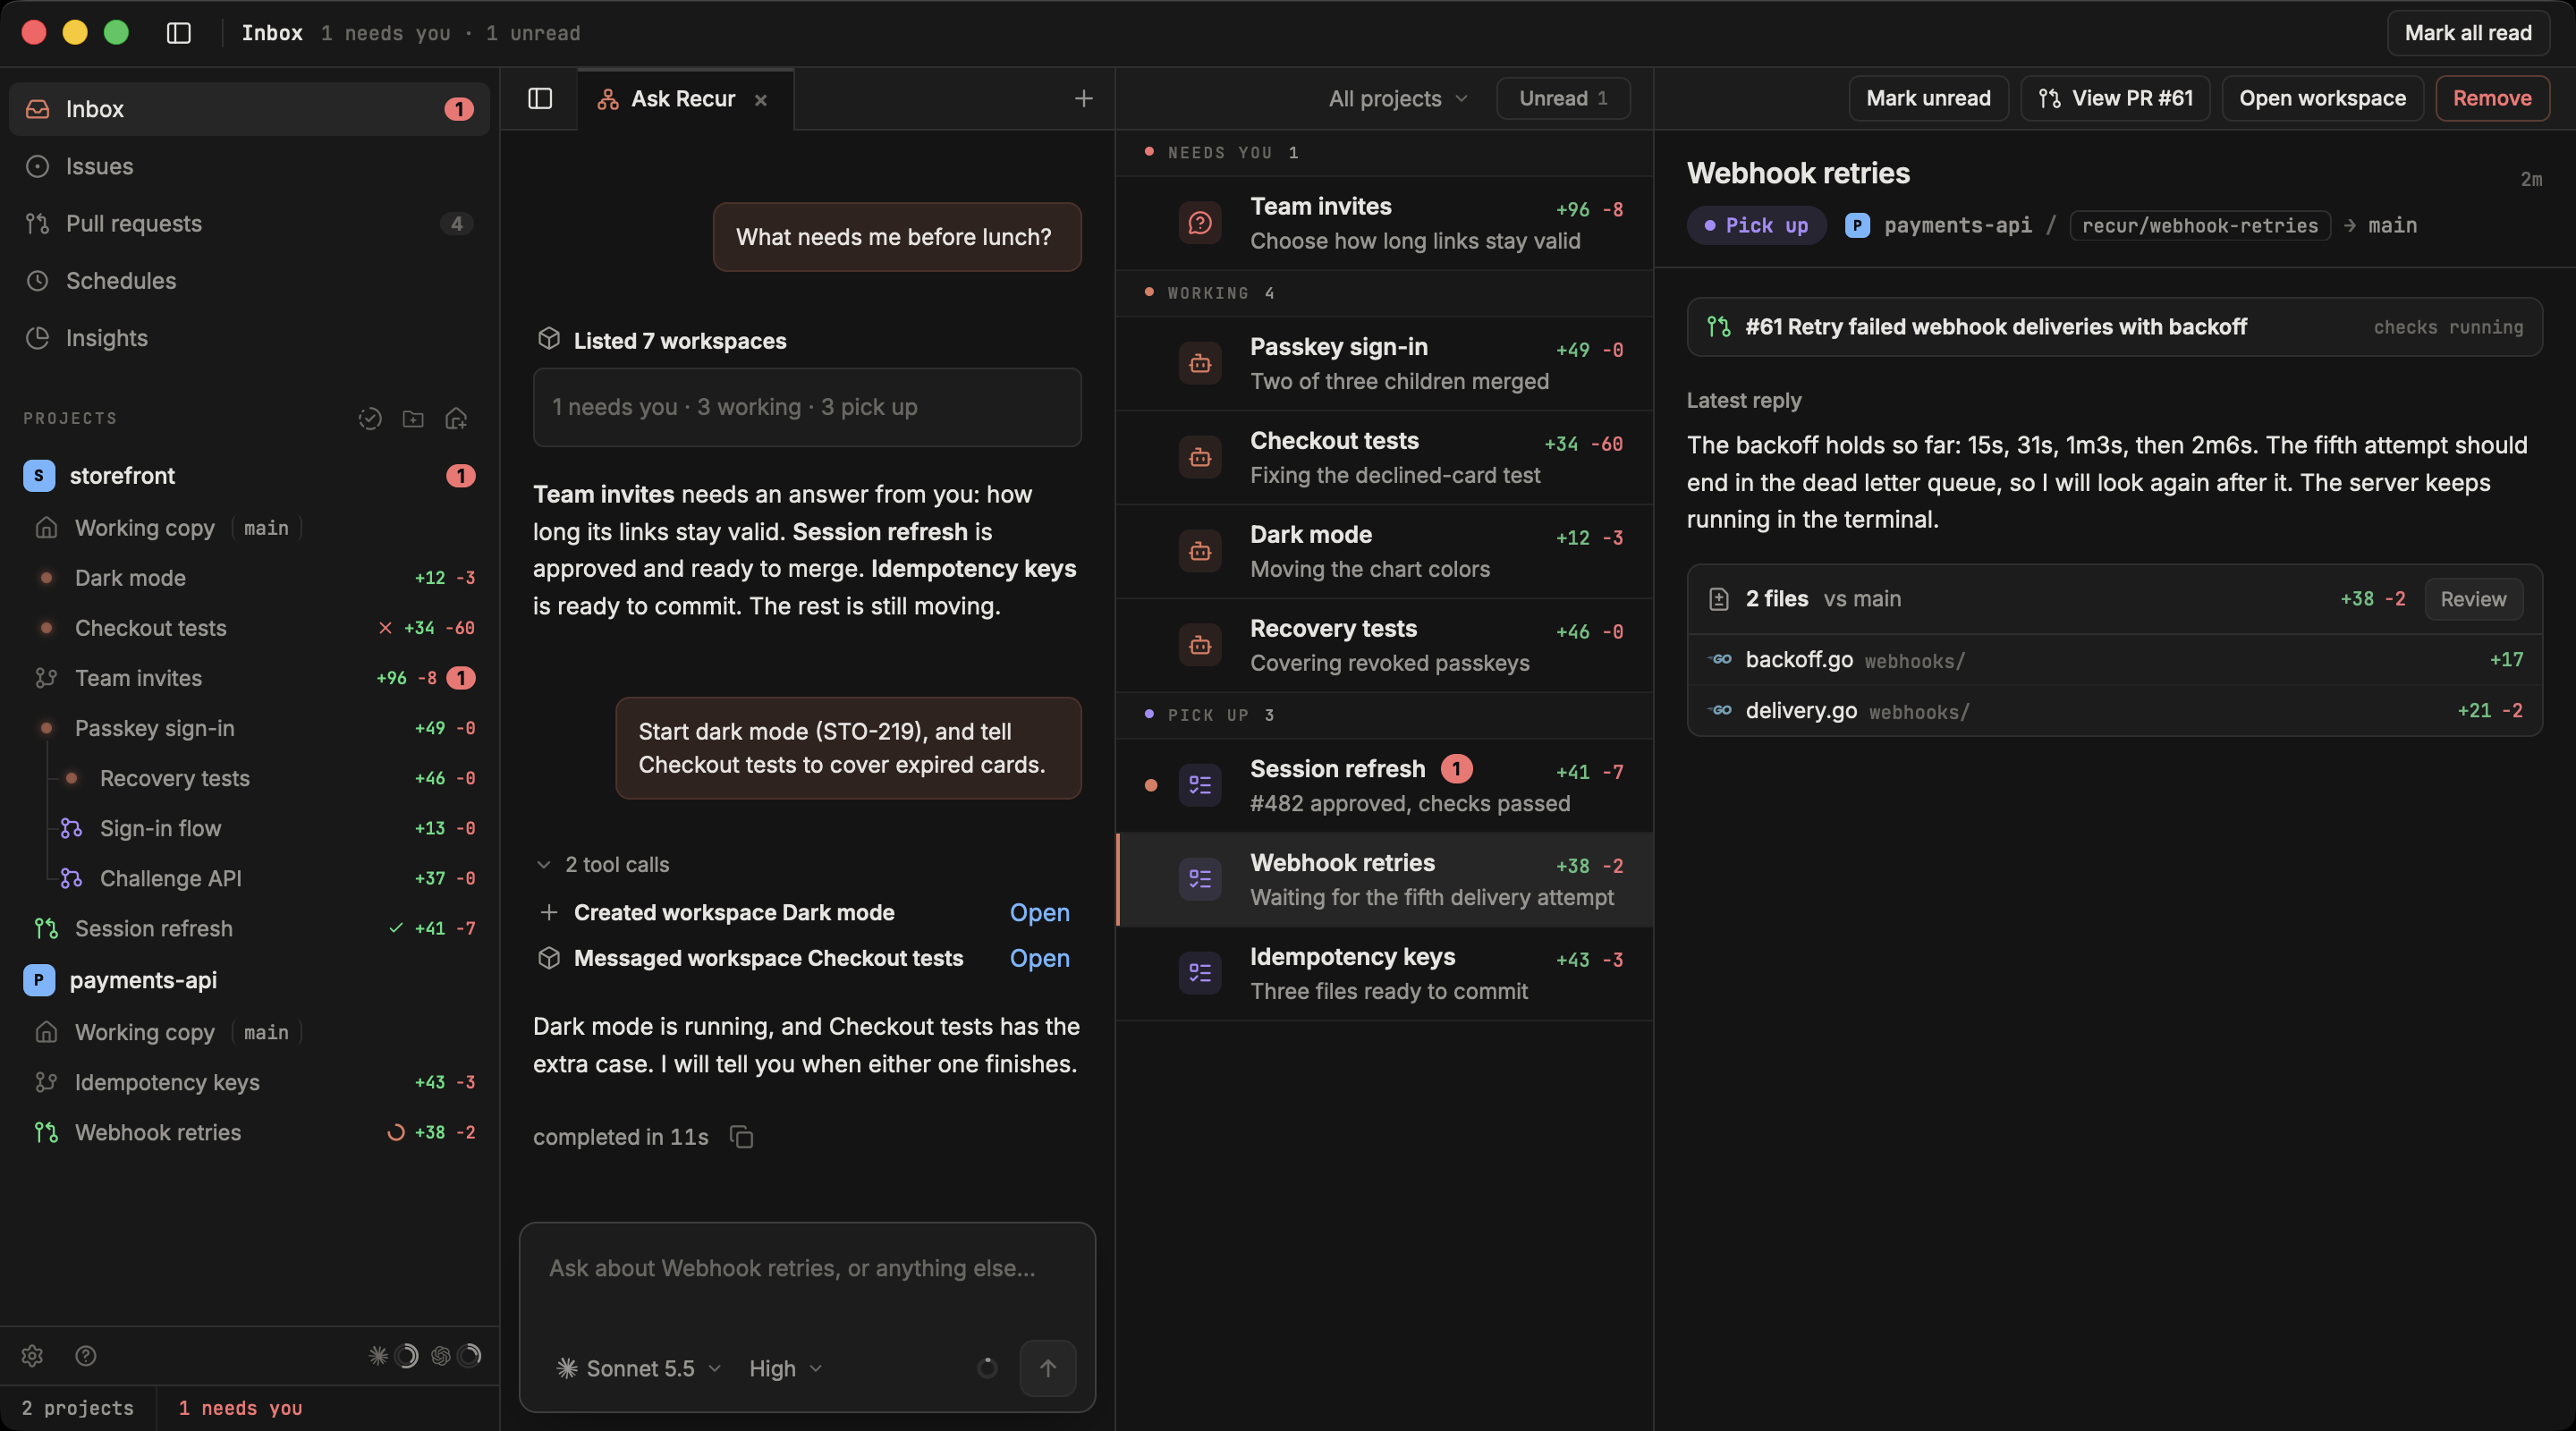 Inbox 1 needs you · 1 unread
Mark all read
Inbox 1
Issues
Pull requests 4
Schedules
Insights
PROJECTS
S storefront 1
Working copy main
Dark mode +12 -3
Checkout tests +34 -60
Team invites +96 -8 1
Passkey sign-in +49 -0
Recovery tests +46 -0
Sign-in flow +13 -0
Challenge API +37 -0
Session refresh +41 -7
P payments-api
Working copy main
Idempotency keys +43 -3
Webhook retries +38 -2
2 projects 1 needs you
Ask Recur
What needs me before lunch?
Listed 7 workspaces
1 needs you · 3 working · 3 pick up
Team invites needs an answer from you: how
long its links stay valid. Session refresh is
approved and ready to merge. Idempotency keys
is ready to commit. The rest is still moving.
Start dark mode (STO-219), and tell
Checkout tests to cover expired cards.
2 tool calls
Created workspace Dark mode Open
Messaged workspace Checkout tests Open
Dark mode is running, and Checkout tests has the
extra case. I will tell you when either one finishes.
completed in 11s
Ask about Webhook retries, or anything else...
Sonnet 5.5 High
All projects Unread 1
NEEDS YOU 1
Team invites +96 -8
Choose how long links stay valid
WORKING 4
Passkey sign-in +49 -0
Two of three children merged
Checkout tests +34 -60
Fixing the declined-card test
Dark mode +12 -3
Moving the chart colors
Recovery tests +46 -0
Covering revoked passkeys
PICK UP 3
Session refresh 1 +41 -7
#482 approved, checks passed
Webhook retries +38 -2
Waiting for the fifth delivery attempt
Idempotency keys +43 -3
Three files ready to commit
Mark unread View PR #61 Open workspace Remove
Webhook retries 2m
Pick up P payments-api / recur/webhook-retries → main
#61 Retry failed webhook deliveries with backoff checks running
Latest reply
The backoff holds so far: 15s, 31s, 1m3s, then 2m6s. The fifth attempt should
end in the dead letter queue, so I will look again after it. The server keeps
running in the terminal.
2 files vs main +38 -2 Review
GO backoff.go webhooks/ +17
GO delivery.go webhooks/ +21 -2